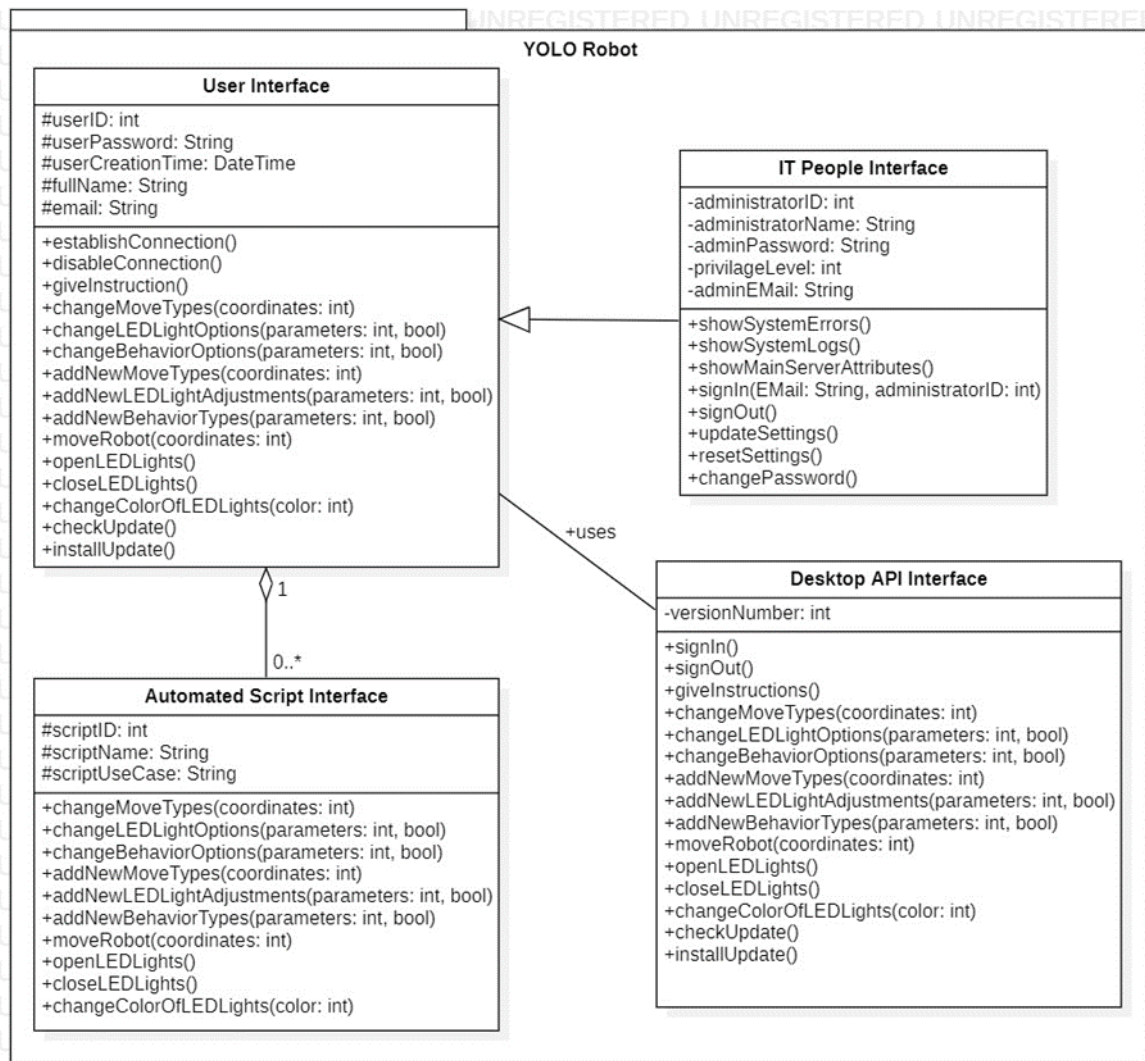 UNREGISTERED UNREGISTERED UNREGISTERE
YOLO Robot
User Interface
#userID: int
#userPassword: String
#userCreationTime: DateTime
#fullName: String
#email: String
+establishConnection()
+disableConnection()
+giveInstruction()
+changeMoveTypes(coordinates: int)
+changeLEDLightOptions(parameters: int, bool)
+changeBehaviorOptions(parameters: int, bool)
+addNewMoveTypes(coordinates: int)
+addNewLEDLightAdjustments(parameters: int, bool)
+addNewBehaviorTypes(parameters: int, bool)
+moveRobot(coordinates: int)
+openLEDLights()
+closeLEDLights()
+changeColorOfLEDLights(color: int)
+checkUpdate()
+installUpdate()
IT People Interface
-administratorID: int
-administratorName: String
-adminPassword: String
-privilageLevel: int
-adminEMail: String
+showSystemErrors()
+showSystemLogs()
+showMainServerAttributes()
+signIn(EMail: String, administratorID: int)
+signOut()
+updateSettings()
+resetSettings()
+changePassword()
+uses
1
0..*
Automated Script Interface
#scriptID: int
#scriptName: String
#scriptUseCase: String
+changeMoveTypes(coordinates: int)
+changeLEDLightOptions(parameters: int, bool)
+changeBehaviorOptions(parameters: int, bool)
+addNewMoveTypes(coordinates: int)
+addNewLEDLightAdjustments(parameters: int, bool)
+addNewBehaviorTypes(parameters: int, bool)
+moveRobot(coordinates: int)
+openLEDLights()
+closeLEDLights()
+changeColorOfLEDLights(color: int)
Desktop API Interface
-versionNumber: int
+signIn()
+signOut()
+giveInstructions()
+changeMoveTypes(coordinates: int)
+changeLEDLightOptions(parameters: int, bool)
+changeBehaviorOptions(parameters: int, bool)
+addNewMoveTypes(coordinates: int)
+addNewLEDLightAdjustments(parameters: int, bool)
+addNewBehaviorTypes(parameters: int, bool)
+moveRobot(coordinates: int)
+openLEDLights()
+closeLEDLights()
+changeColorOfLEDLights(color: int)
+checkUpdate()
+installUpdate()